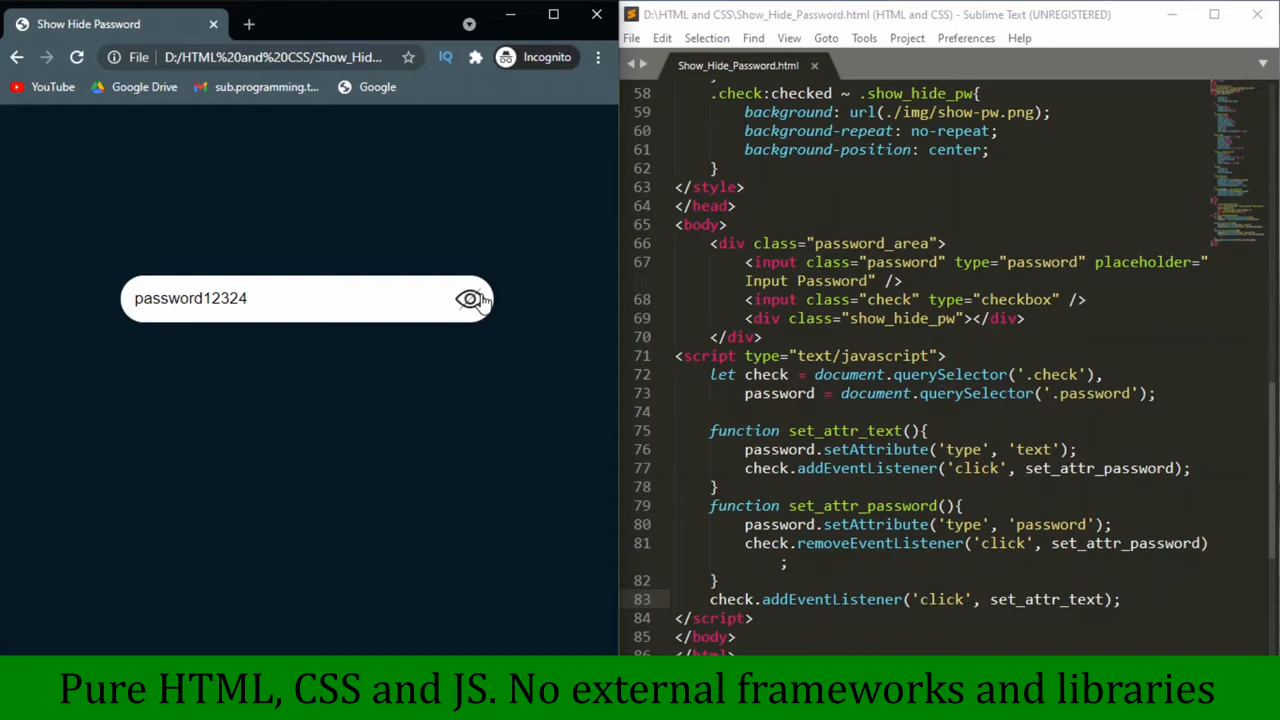 Show Hide Password
File D:/HTML%20and%20CSS/Show_Hid... IQ Incognito
YouTube Google Drive sub.programming.t... Google
password12324
D:\HTML and CSS\Show_Hide_Password.html (HTML and CSS) - Sublime Text (UNREGISTERED)
File Edit Selection Find View Goto Tools Project Preferences Help
Show_Hide_Password.html
58 .check:checked ~ .show_hide_pw{
59 background: url(./img/show-pw.png);
60 background-repeat: no-repeat;
61 background-position: center;
62 }
63 </style>
64 </head>
65 <body>
66 <div class="password_area">
67 <input class="password" type="password" placeholder="
Input Password" />
68 <input class="check" type="checkbox" />
69 <div class="show_hide_pw"></div>
70 </div>
71 <script type="text/javascript">
72 let check = document.querySelector('.check'),
73 password = document.querySelector('.password');
74
75 function set_attr_text(){
76 password.setAttribute('type', 'text');
77 check.addEventListener('click', set_attr_password);
78 }
79 function set_attr_password(){
80 password.setAttribute('type', 'password');
81 check.removeEventListener('click', set_attr_password)
;
82 }
83 check.addEventListener('click', set_attr_text);
84 </script>
85 </body>
86 </html>
Pure HTML, CSS and JS. No external frameworks and libraries